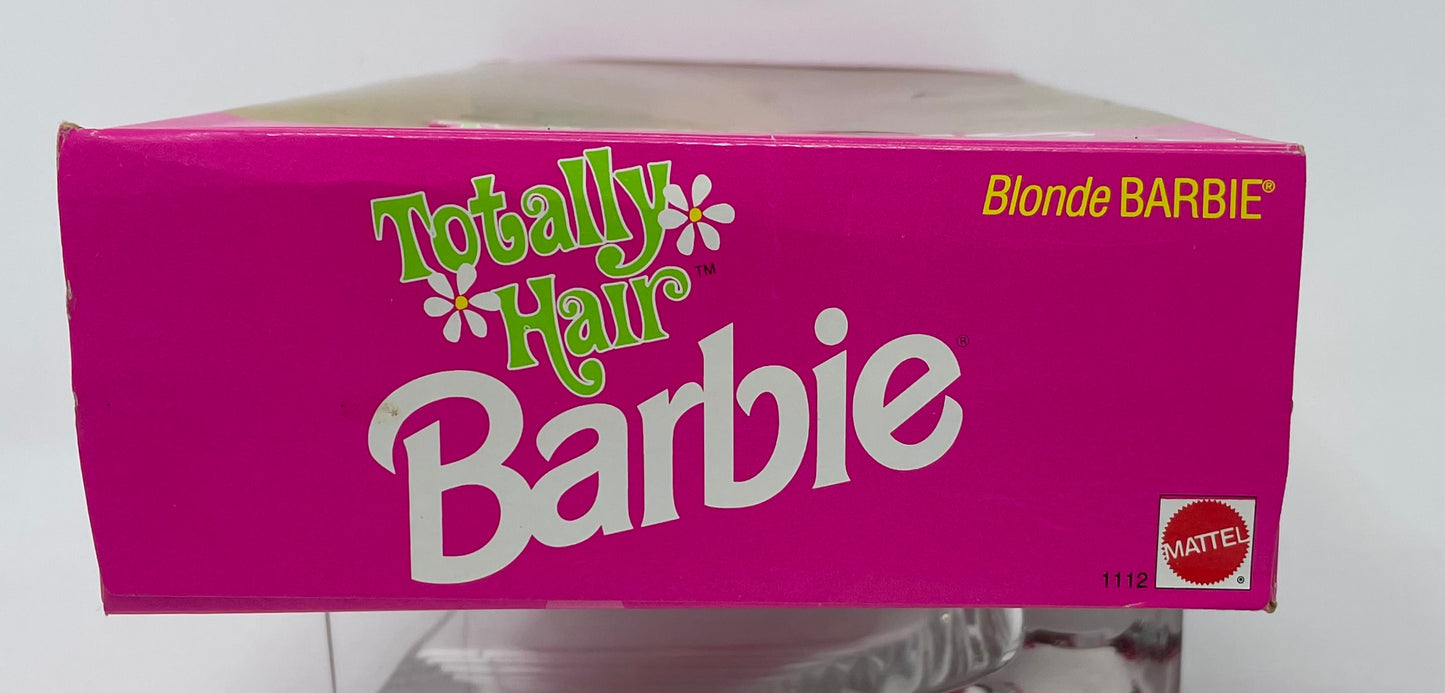 Totally
Hair™
Barbie®
Blonde BARBIE®
1112
MATTEL®